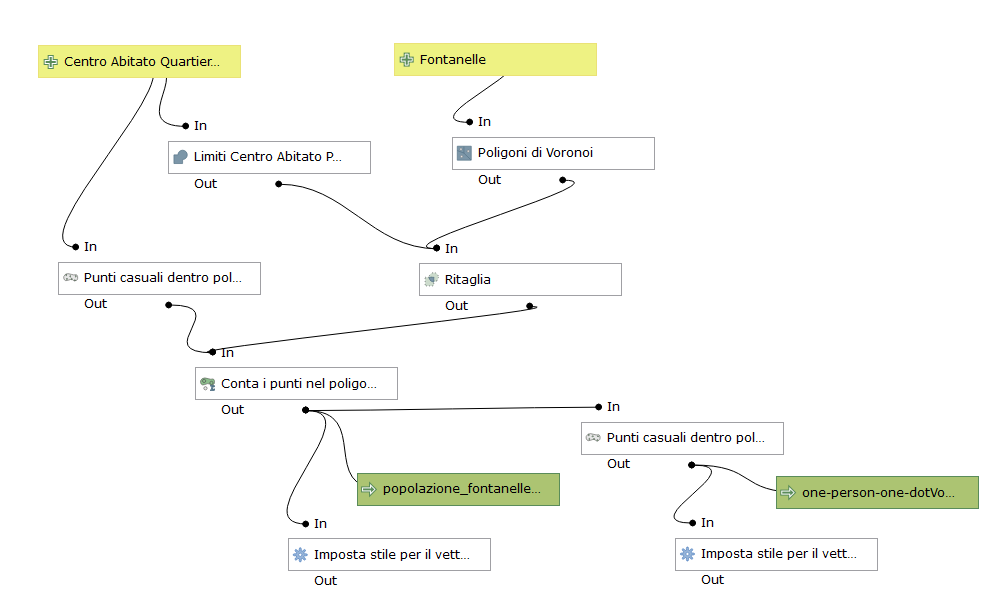 Centro Abitato Quartier...
Fontanelle
In
In
Limiti Centro Abitato P...
Poligoni di Voronoi
Out
Out
In
In
Punti casuali dentro pol...
Ritaglia
Out
Out
In
Conta i punti nel poligo...
Out
In
Punti casuali dentro pol...
Out
popolazione_fontanelle...
one-person-one-dotVo...
In
In
Imposta stile per il vett...
Imposta stile per il vett...
Out
Out